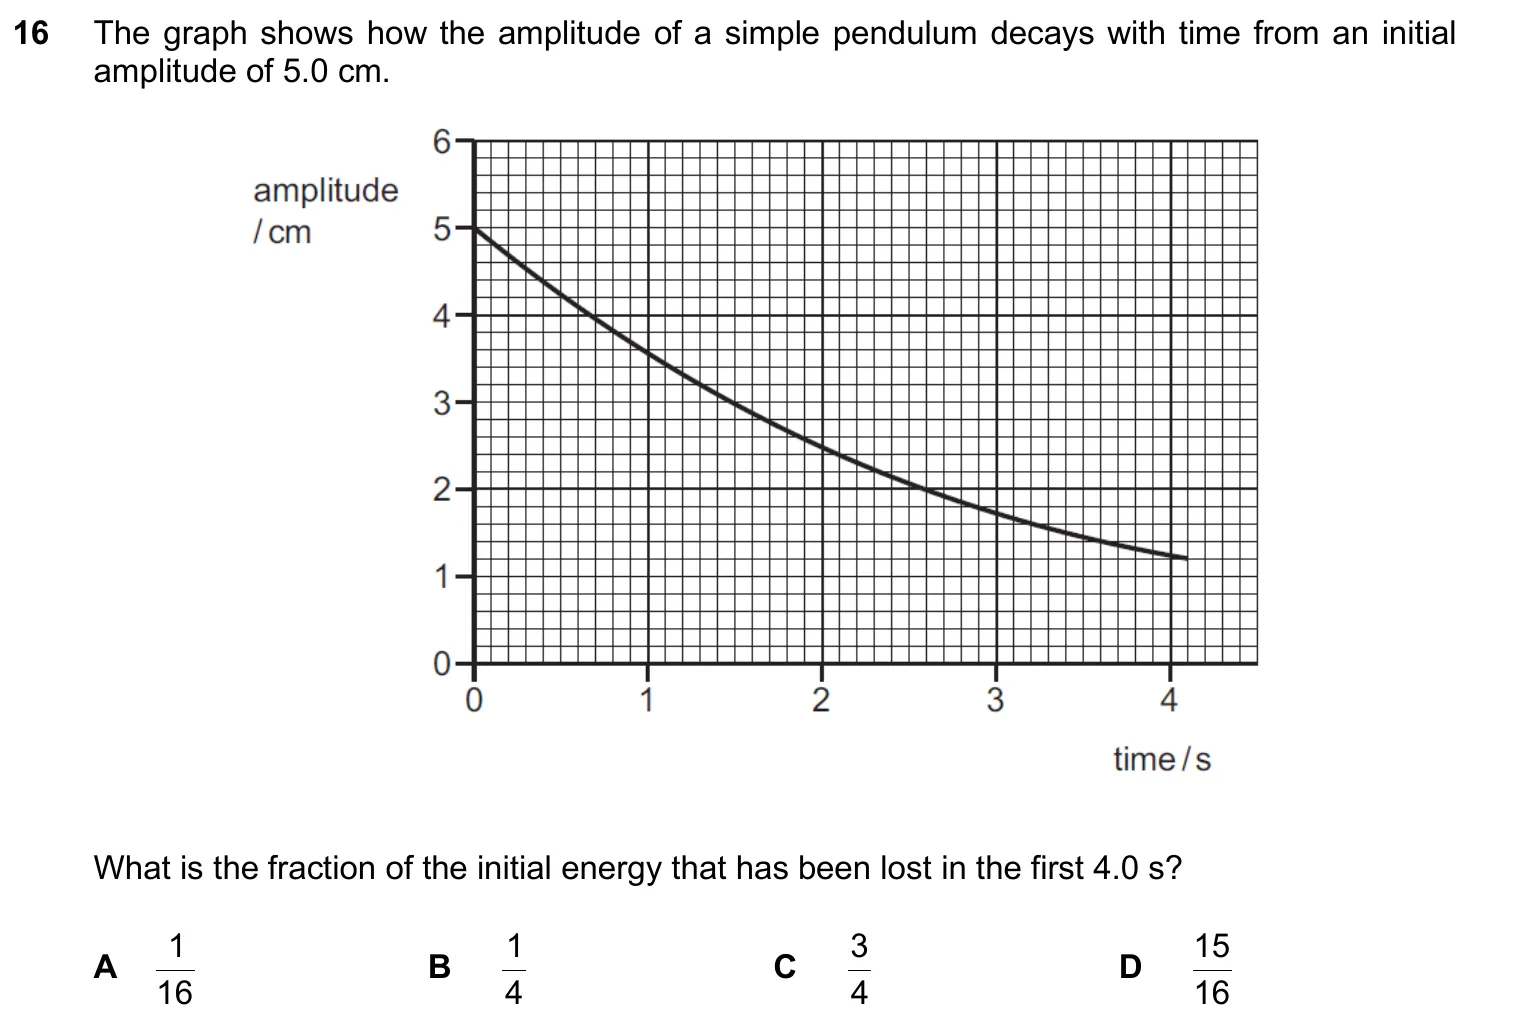 16 The graph shows how the amplitude of a simple pendulum decays with time from an initial
amplitude of 5.0 cm.
6
amplitude
/ cm
5
4
3
2
1
0
0 1 2 3 4
time / s
What is the fraction of the initial energy that has been lost in the first 4.0 s?
A 1/16 B 1/4 C 3/4 D 15/16